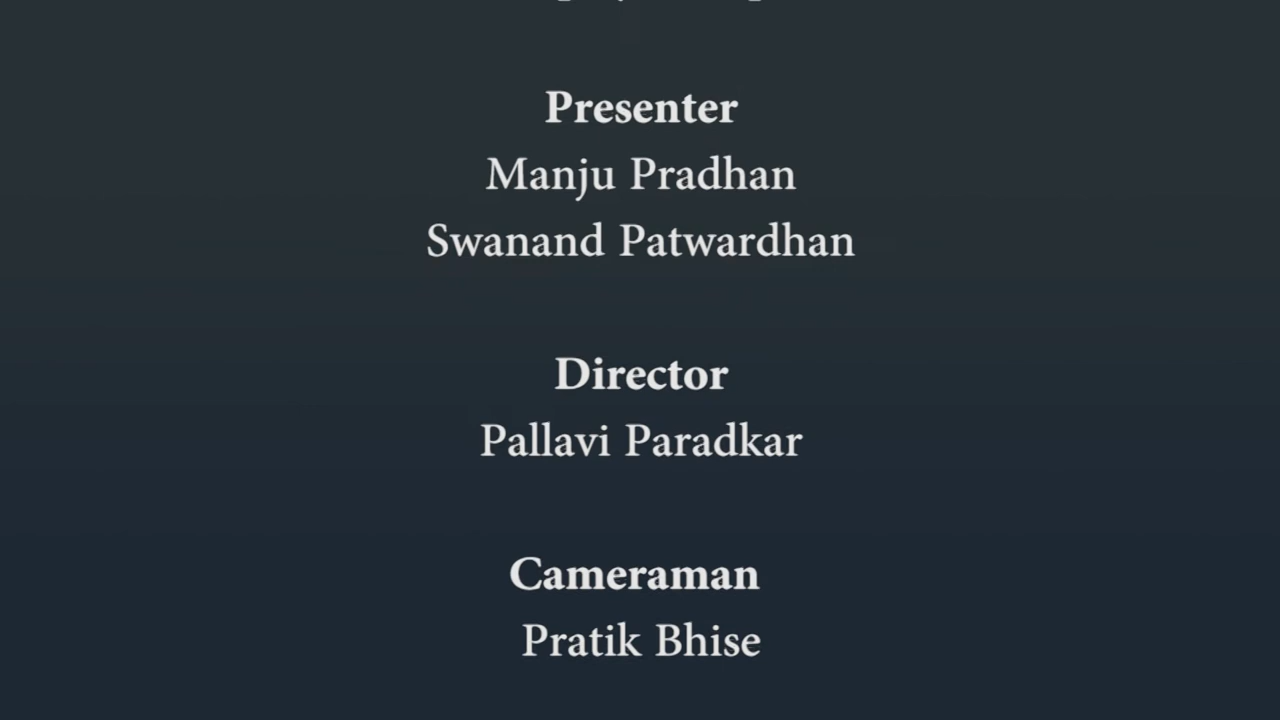 Presenter
Manju Pradhan
Swanand Patwardhan
Director
Pallavi Paradkar
Cameraman
Pratik Bhise